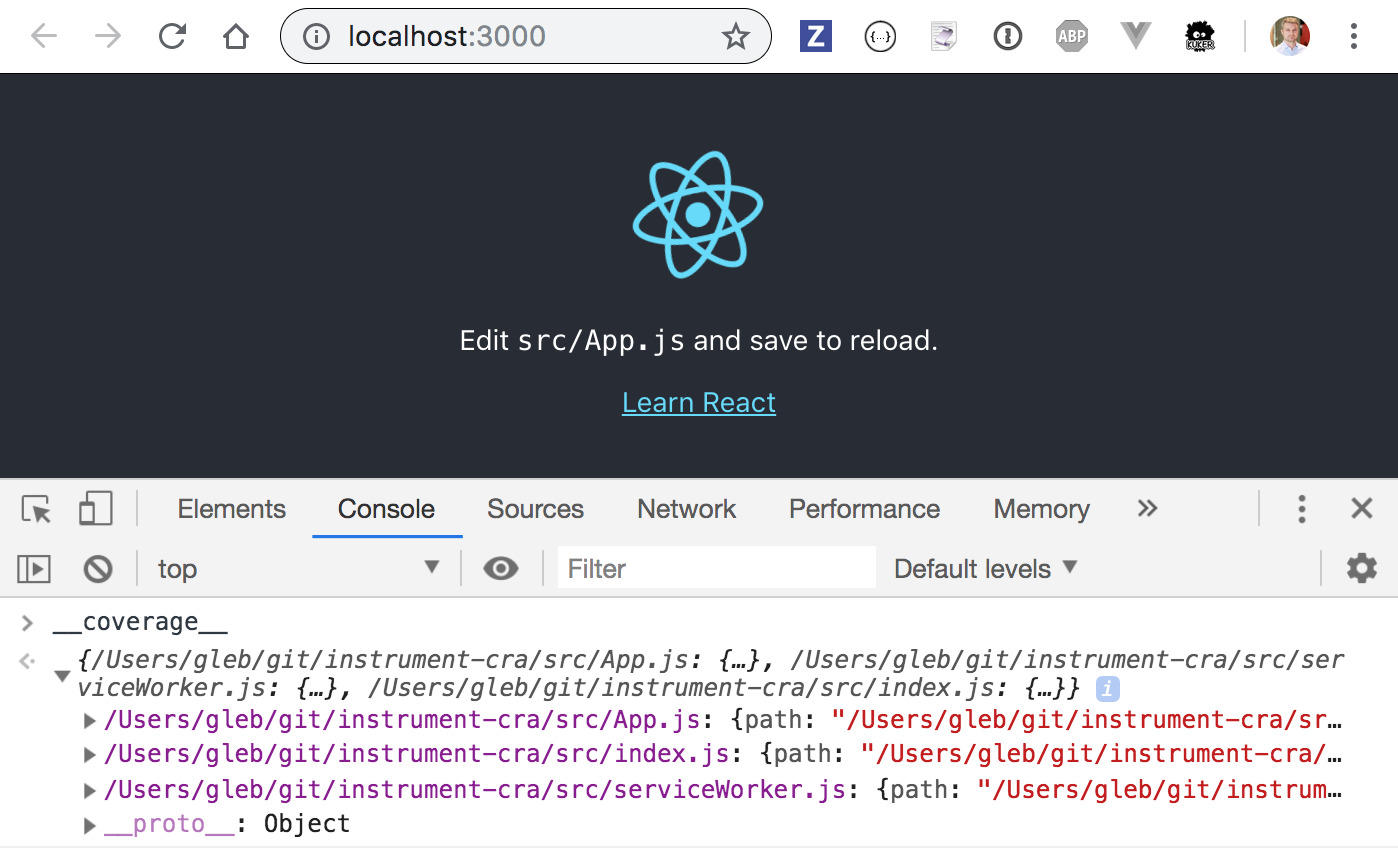 localhost:3000
Z
{...}
ABP
KUKER
Edit src/App.js and save to reload.
Learn React
Elements Console Sources Network Performance Memory »
top ▼ Filter Default levels ▼
> __coverage__
{/Users/gleb/git/instrument-cra/src/App.js: {…}, /Users/gleb/git/instrument-cra/src/ser
viceWorker.js: {…}, /Users/gleb/git/instrument-cra/src/index.js: {…}} i
▶ /Users/gleb/git/instrument-cra/src/App.js: {path: "/Users/gleb/git/instrument-cra/sr…
▶ /Users/gleb/git/instrument-cra/src/index.js: {path: "/Users/gleb/git/instrument-cra/…
▶ /Users/gleb/git/instrument-cra/src/serviceWorker.js: {path: "/Users/gleb/git/instrum…
▶ __proto__: Object